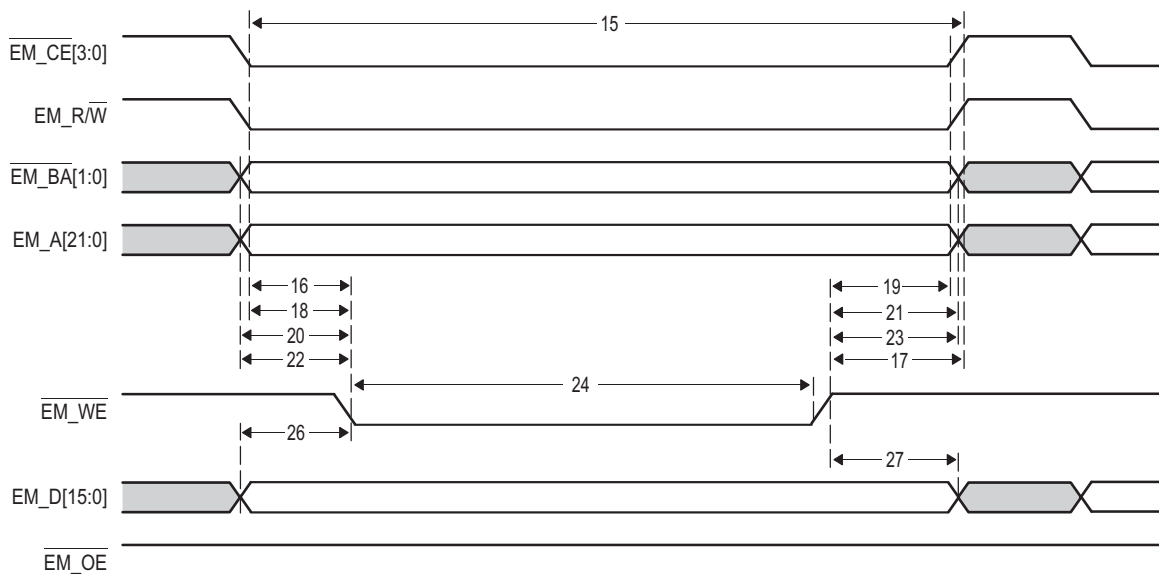 15
EM_CE[3:0]
EM_R/W
EM_BA[1:0]
EM_A[21:0]
16 19
18 21
20 23
22 17
24
EM_WE
26
27
EM_D[15:0]
EM_OE